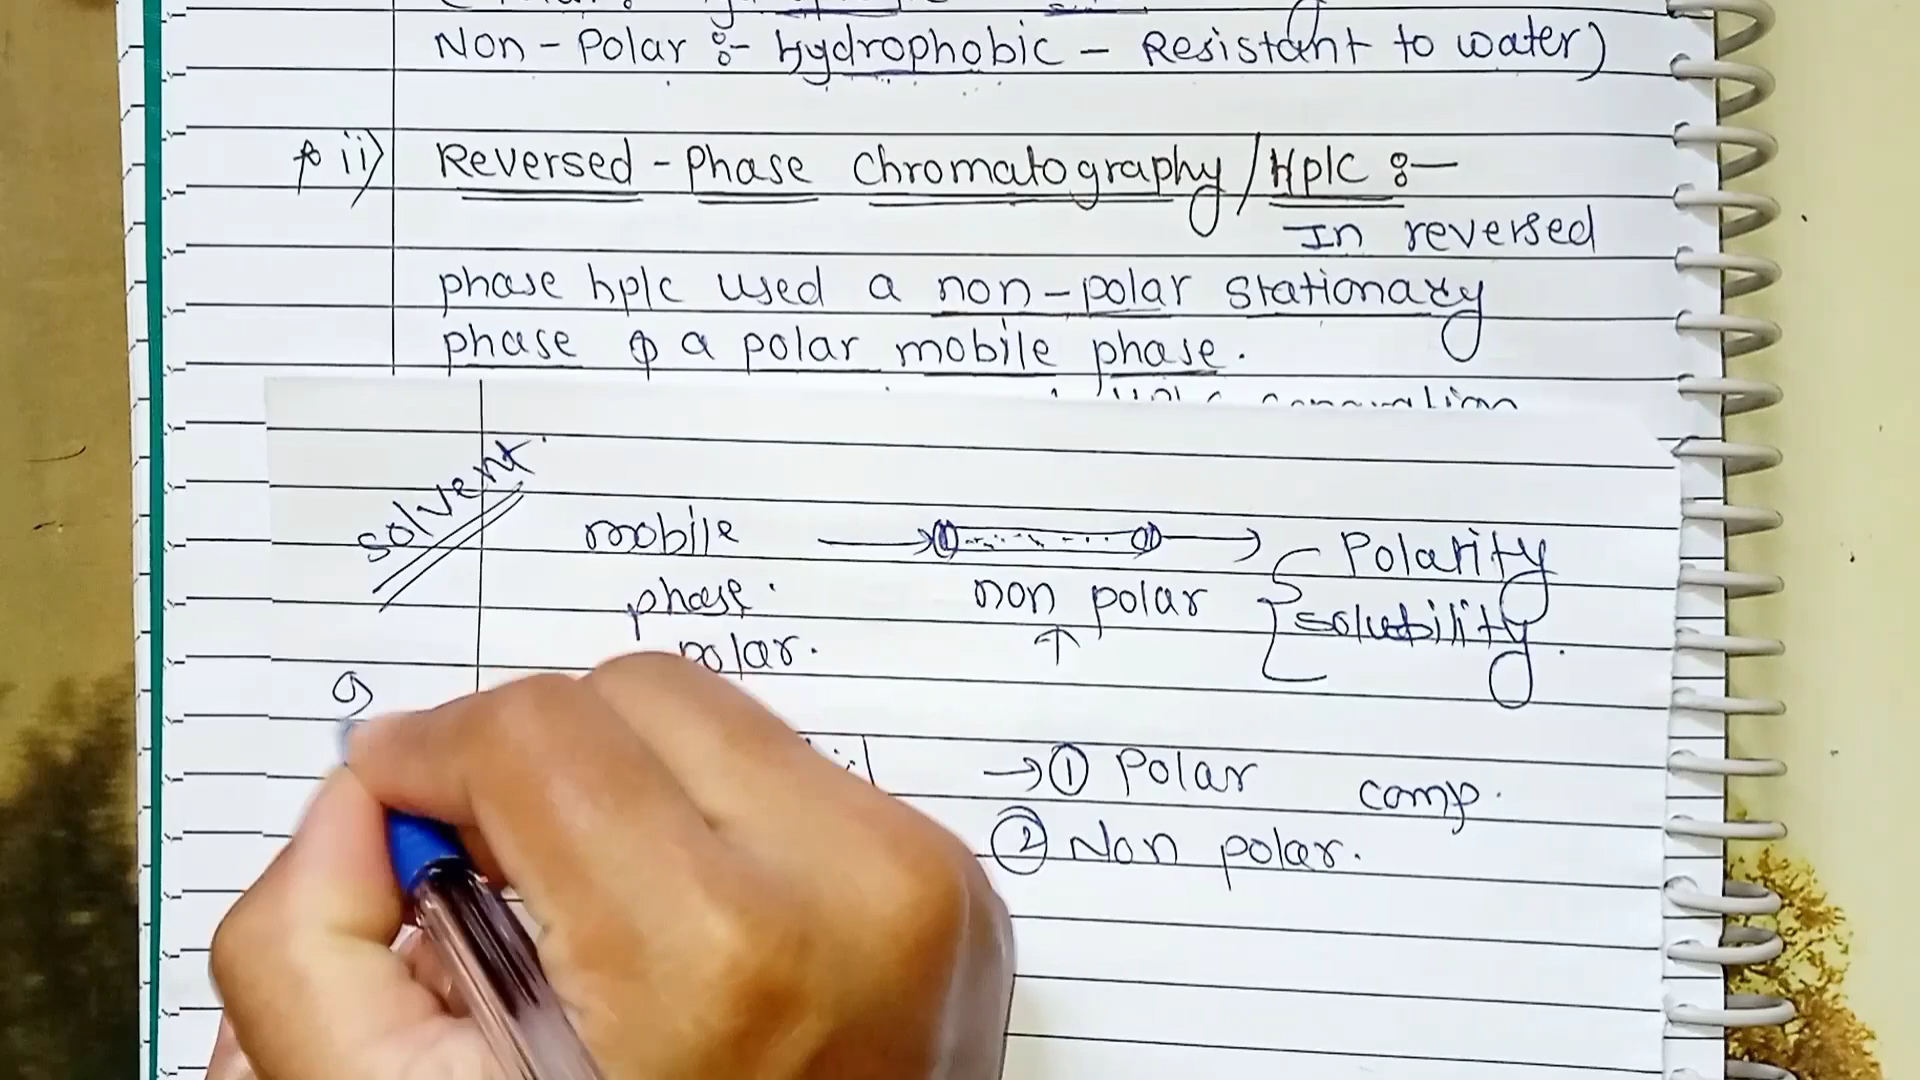 Non - Polar :- Hydrophobic - Resistant to water)
* ii) Reversed - Phase Chromatography / Hplc :-
In reversed
phase hplc used a non-polar stationary
phase & a polar mobile phase.
solvent
mobile → → Polarity
phase. non polar solubility.
polar. ↑
→ ① Polar comp.
② Non polar.